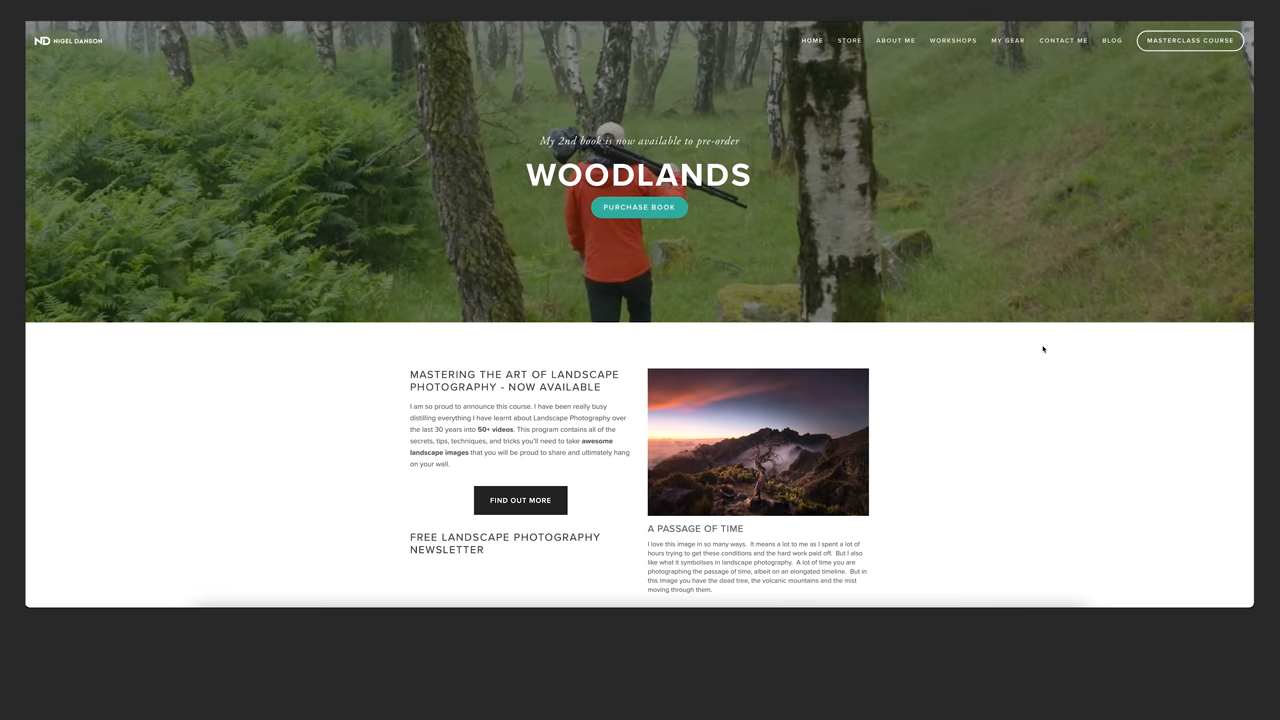 ND NIGEL DANSON
HOME STORE ABOUT ME WORKSHOPS MY GEAR CONTACT ME BLOG MASTERCLASS COURSE
My 2nd book is now available to pre-order
WOODLANDS
PURCHASE BOOK
MASTERING THE ART OF LANDSCAPE
PHOTOGRAPHY - NOW AVAILABLE
I am so proud to announce this course. I have been really busy
distilling everything I have learnt about Landscape Photography over
the last 30 years into 50+ videos. This program contains all of the
secrets, tips, techniques, and tricks you'll need to take awesome
landscape images that you will be proud to share and ultimately hang
on your wall.
FIND OUT MORE
FREE LANDSCAPE PHOTOGRAPHY
NEWSLETTER
A PASSAGE OF TIME
I love this image in so many ways. It means a lot to me as I spent a lot of
hours trying to get these conditions and the hard work paid off. But I also
like what it symbolises in landscape photography. A lot of time you are
photographing the passage of time, albeit on an elongated timeline. But in
this image you have the dead tree, the volcanic mountains and the mist
moving through them.